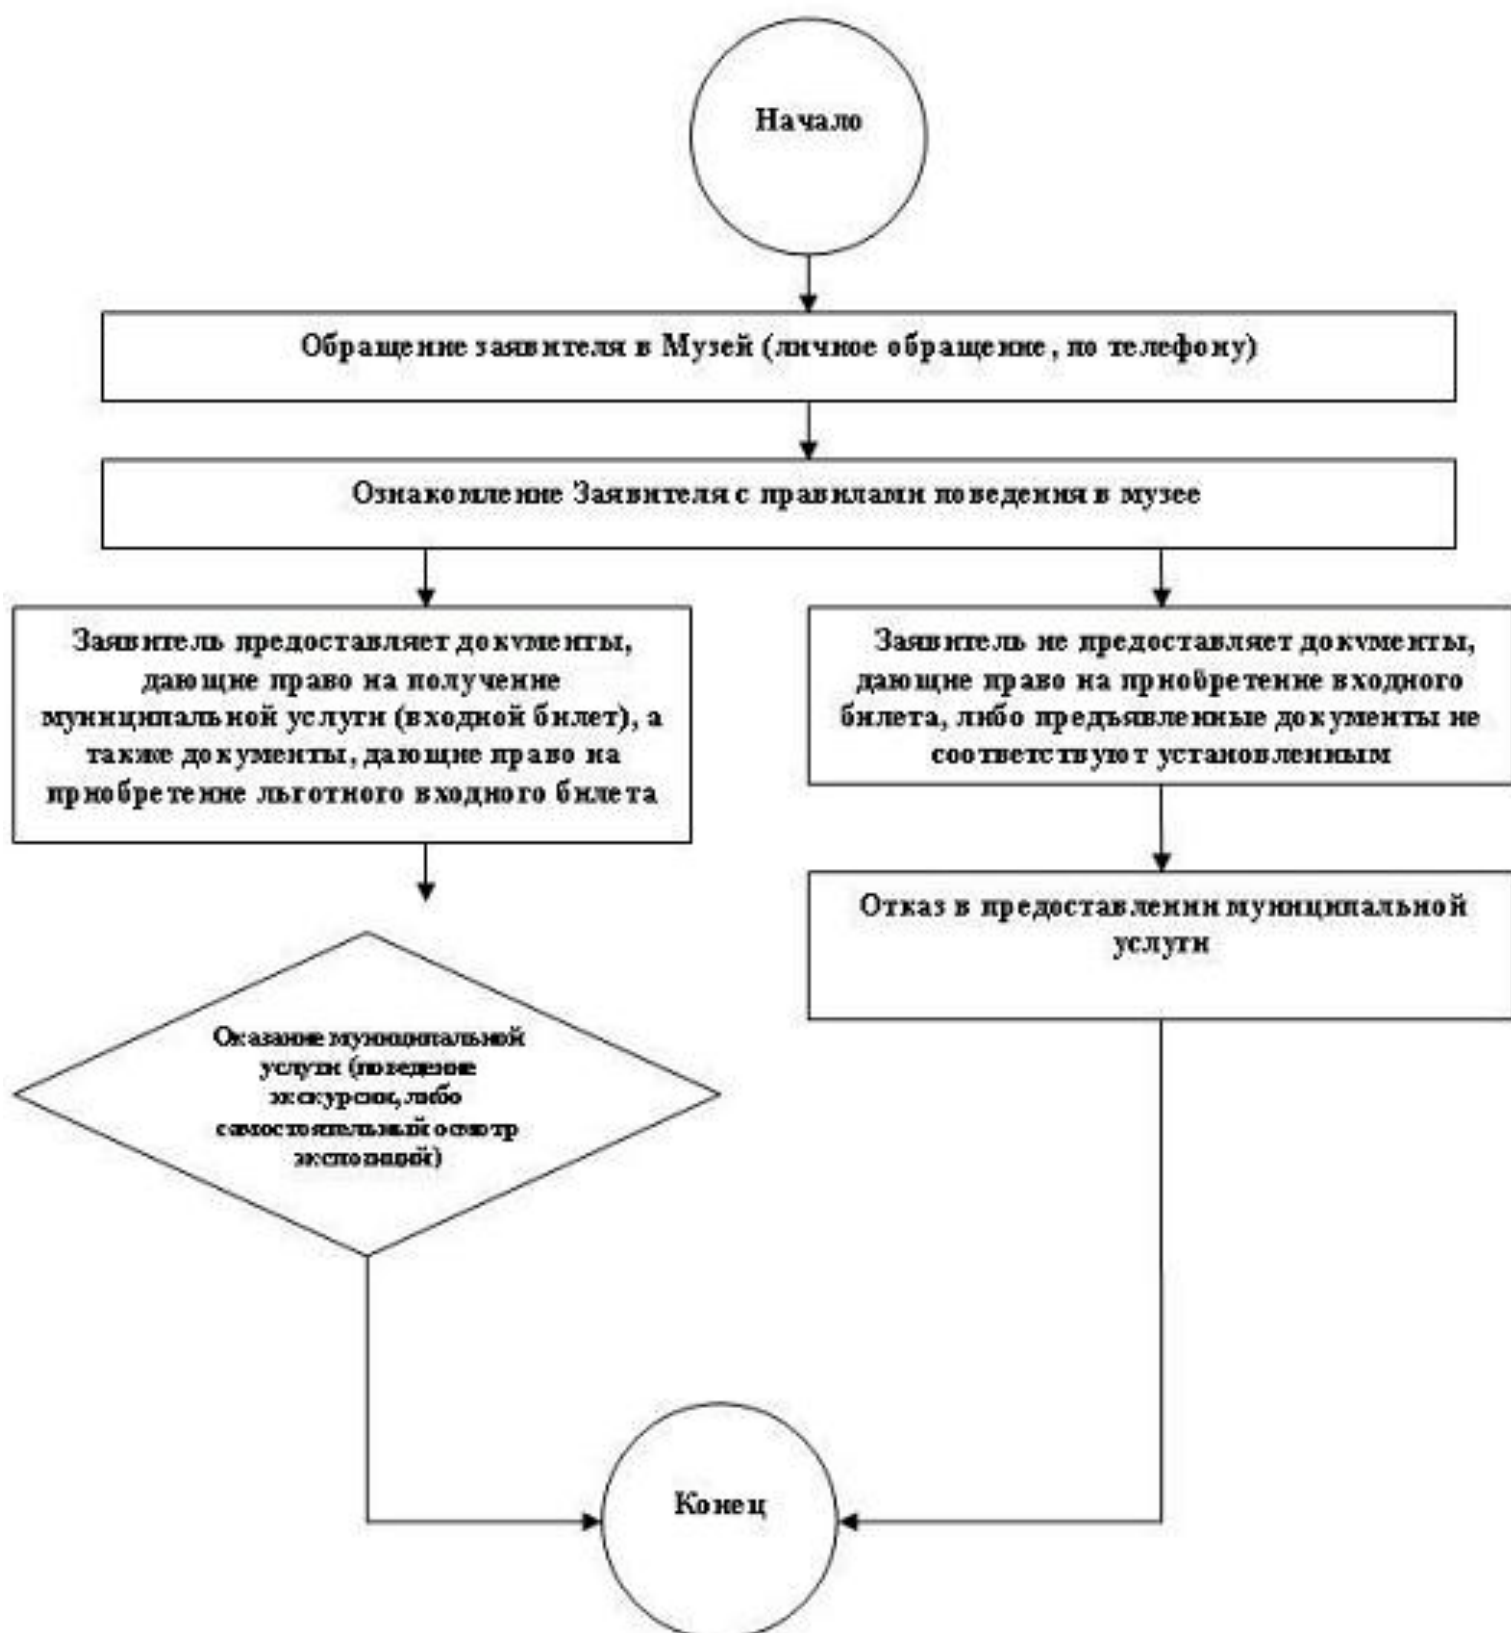 Начало
Обращение заявителя в Музей (личное обращение, по телефону)
Ознакомление Заявителя с правилами поведения в музее
Заявитель предоставляет документы,
дающие право на получение
муниципальной услуги (входной билет), а
также документы, дающие право на
приобретение льготного входного билета
Заявитель не предоставляет документы,
дающие право на приобретение входного
билета, либо предъявленные документы не
соответствуют установленным
Отказ в предоставлении муниципальной
услуги
Оказание муниципальной
услуги (поведение
экскурсии, либо
самостоятельный осмотр
экспозиций)
Конец